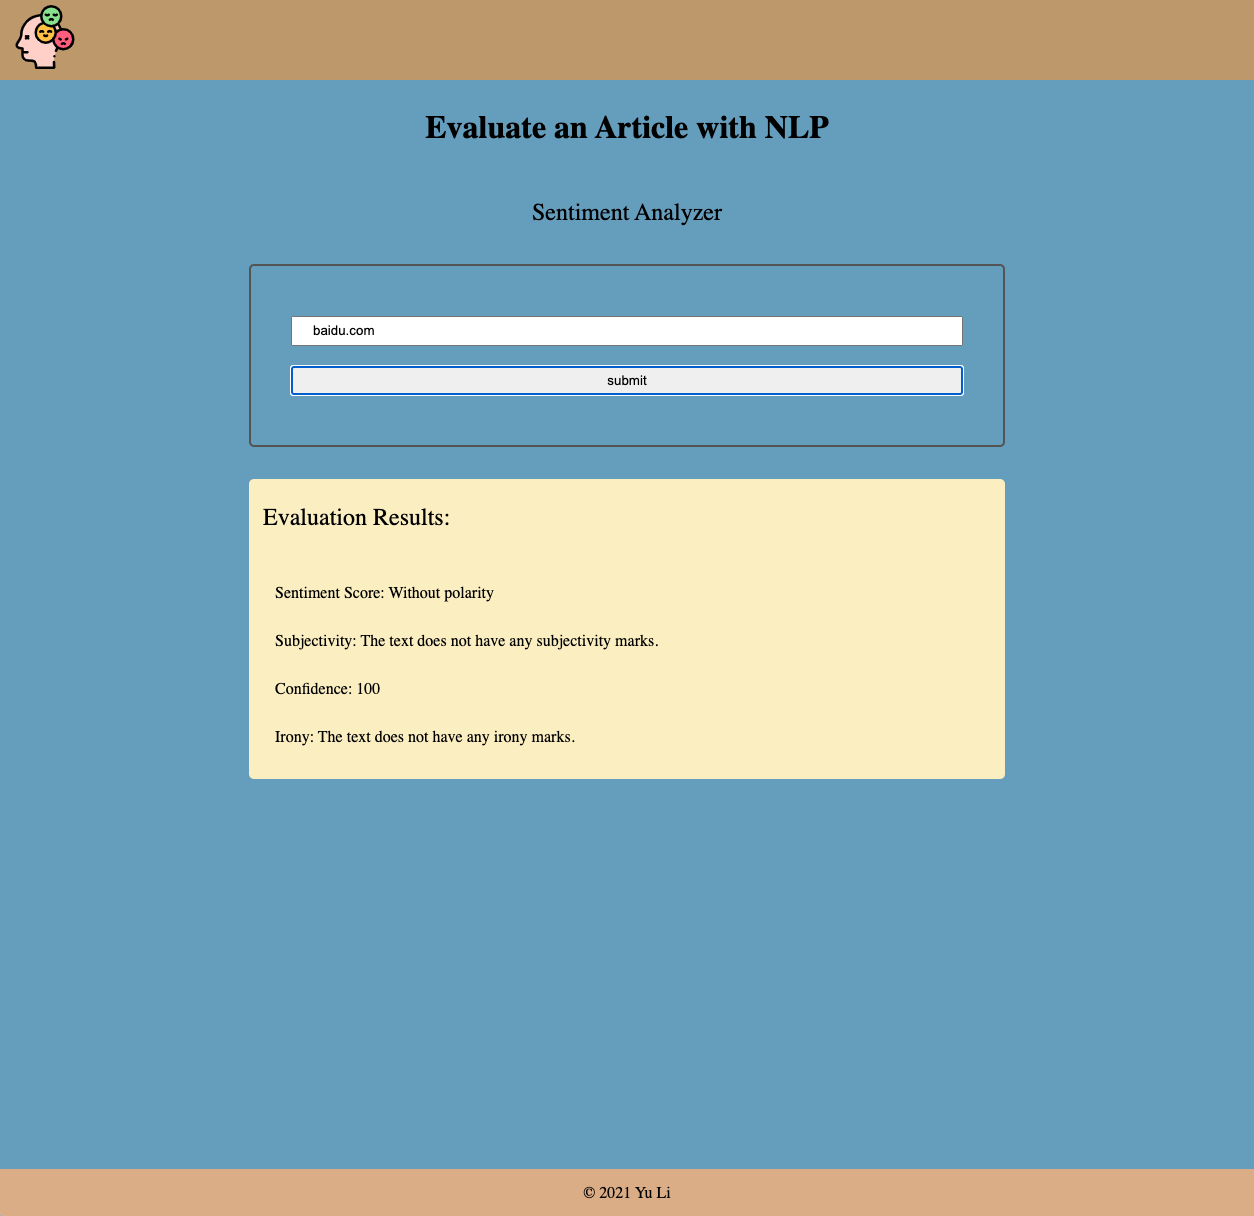 Evaluate an Article with NLP
Sentiment Analyzer
baidu.com
submit
Evaluation Results:
Sentiment Score: Without polarity
Subjectivity: The text does not have any subjectivity marks.
Confidence: 100
Irony: The text does not have any irony marks.
© 2021 Yu Li